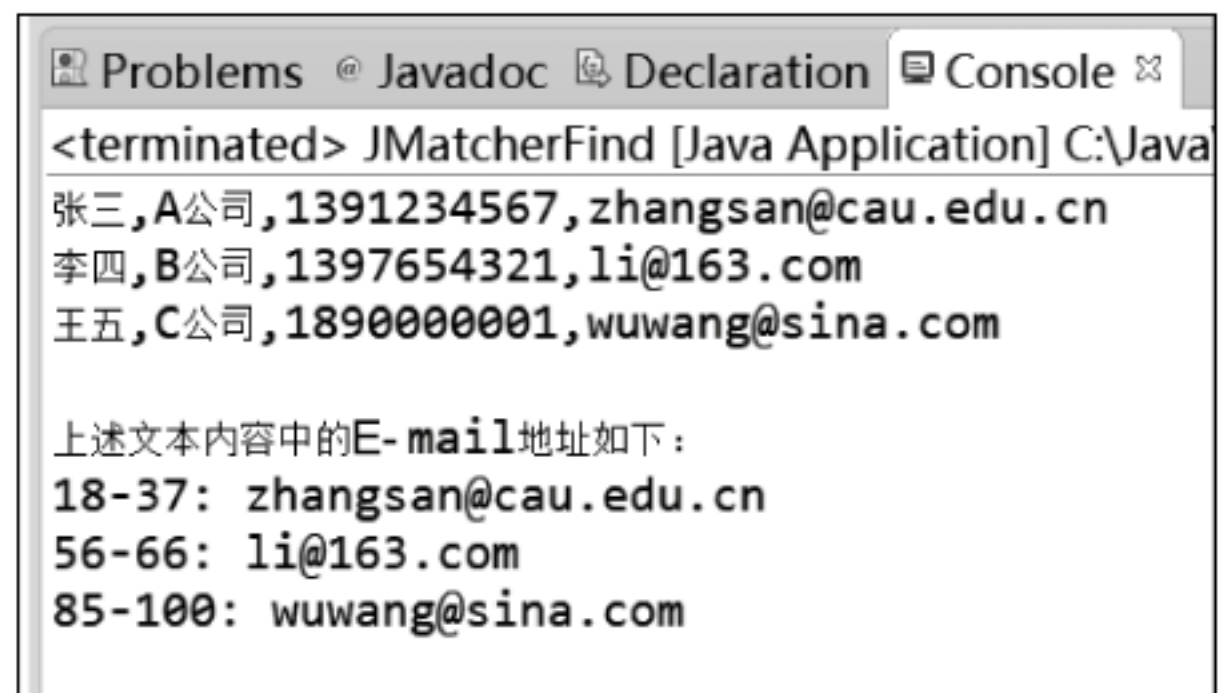 Problems @ Javadoc Declaration Console
<terminated> JMatcherFind [Java Application] C:\Java\
张三,A公司,1391234567,zhangsan@cau.edu.cn
李四,B公司,1397654321,li@163.com
王五,C公司,1890000001,wuwang@sina.com
上述文本内容中的E-mail地址如下：
18-37: zhangsan@cau.edu.cn
56-66: li@163.com
85-100: wuwang@sina.com